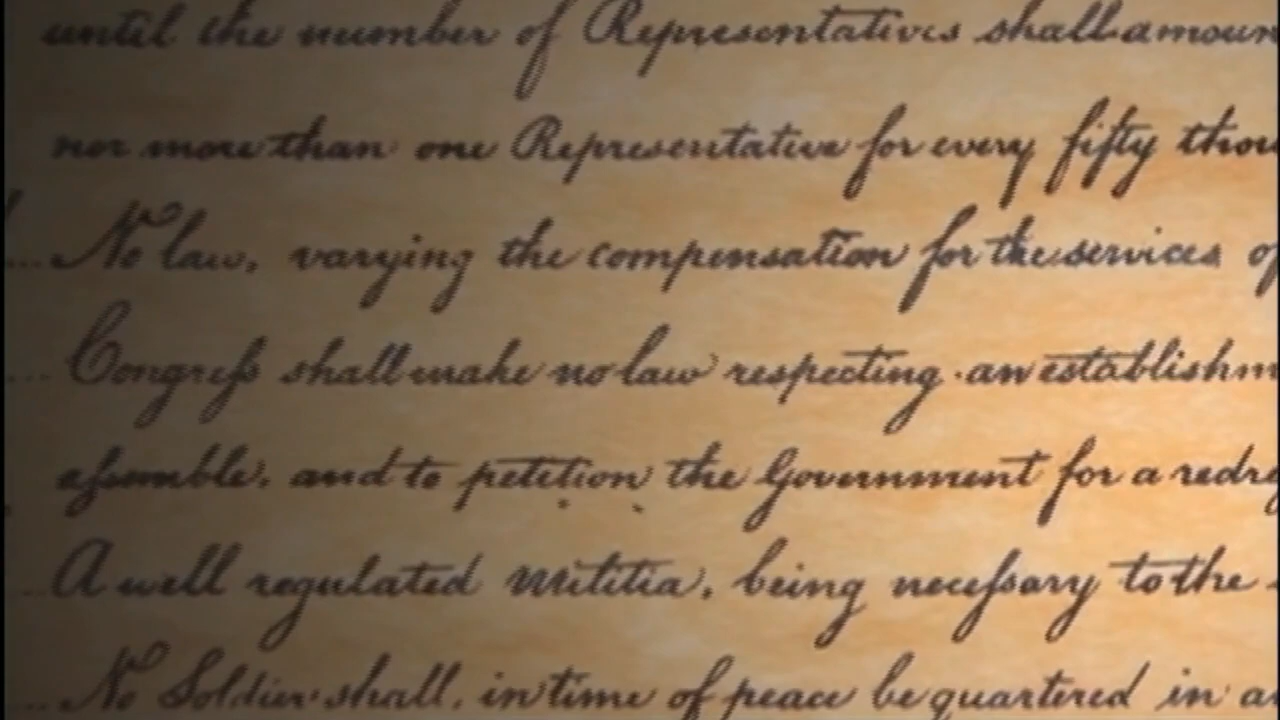 until the number of Representatives shall amoun
nor more than one Representative for every fifty thou
No law, varying the compensation for the services of
Congreſs shall make no law respecting an establishm
aſsemble, and to petition the Government for a redre
A well regulated Militia, being neceſsary to the
No Soldier shall, in time of peace be quartered in a